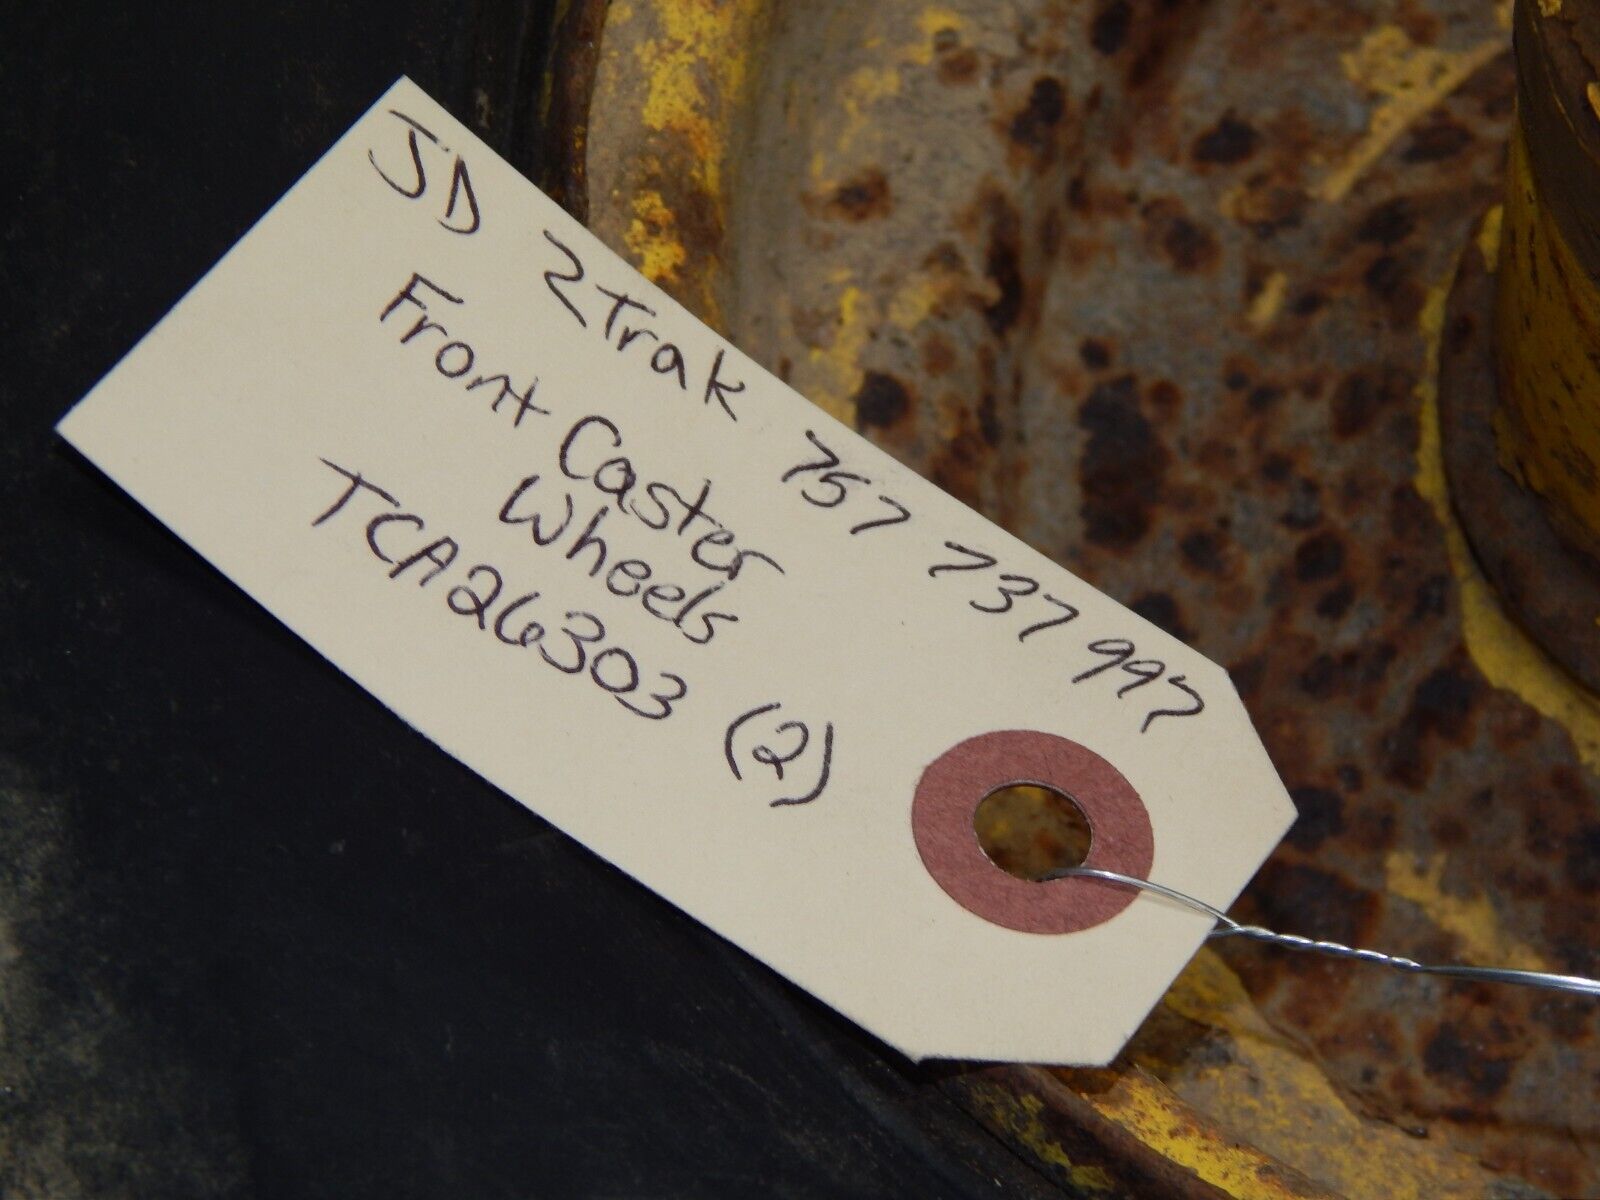 JD ZTrak 757 737 997
Front Caster
Wheels
TCA26303 (2)